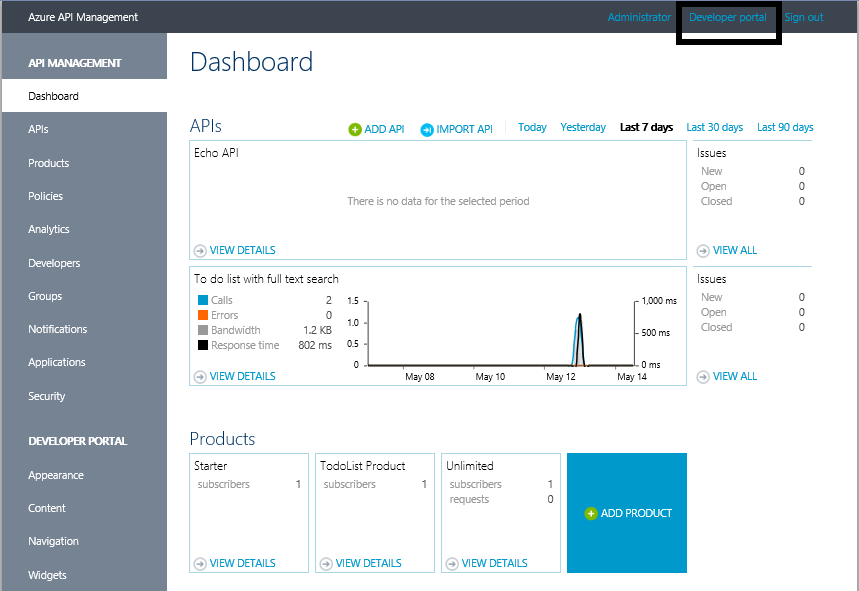 Azure API Management
Administrator
Developer portal
Sign out
API MANAGEMENT
Dashboard
APIs
Products
Policies
Analytics
Developers
Groups
Notifications
Applications
Security
DEVELOPER PORTAL
Appearance
Content
Navigation
Widgets
Dashboard
APIs
ADD API
IMPORT API
Today
Yesterday
Last 7 days
Last 30 days
Last 90 days
Echo API
There is no data for the selected period
VIEW DETAILS
Issues
New 0
Open 0
Closed 0
VIEW ALL
To do list with full text search
Calls 2
Errors 0
Bandwidth 1.2 KB
Response time 802 ms
1.5
1.0
0.5
0
1,000 ms
500 ms
0 ms
May 08
May 10
May 12
May 14
VIEW DETAILS
Issues
New 0
Open 0
Closed 0
VIEW ALL
Products
Starter
subscribers 1
VIEW DETAILS
TodoList Product
subscribers 1
VIEW DETAILS
Unlimited
subscribers 1
requests 0
VIEW DETAILS
ADD PRODUCT